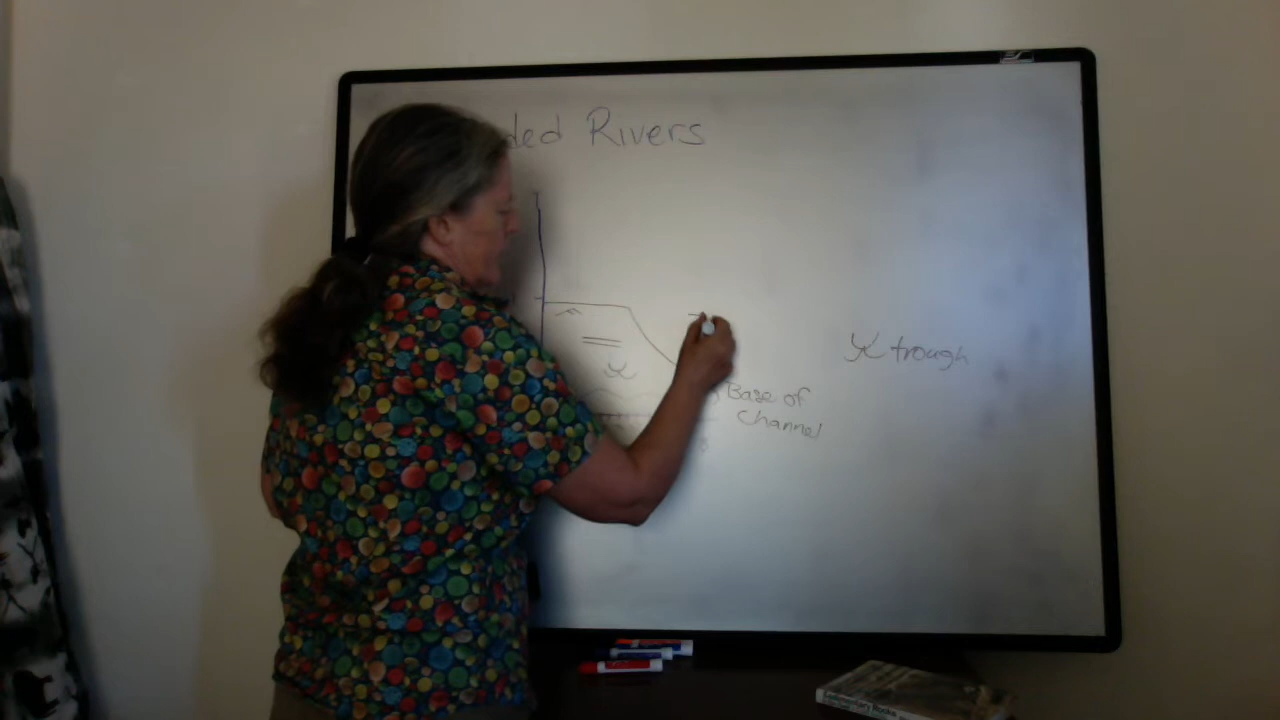 ded Rivers
trough
Base of
Channel